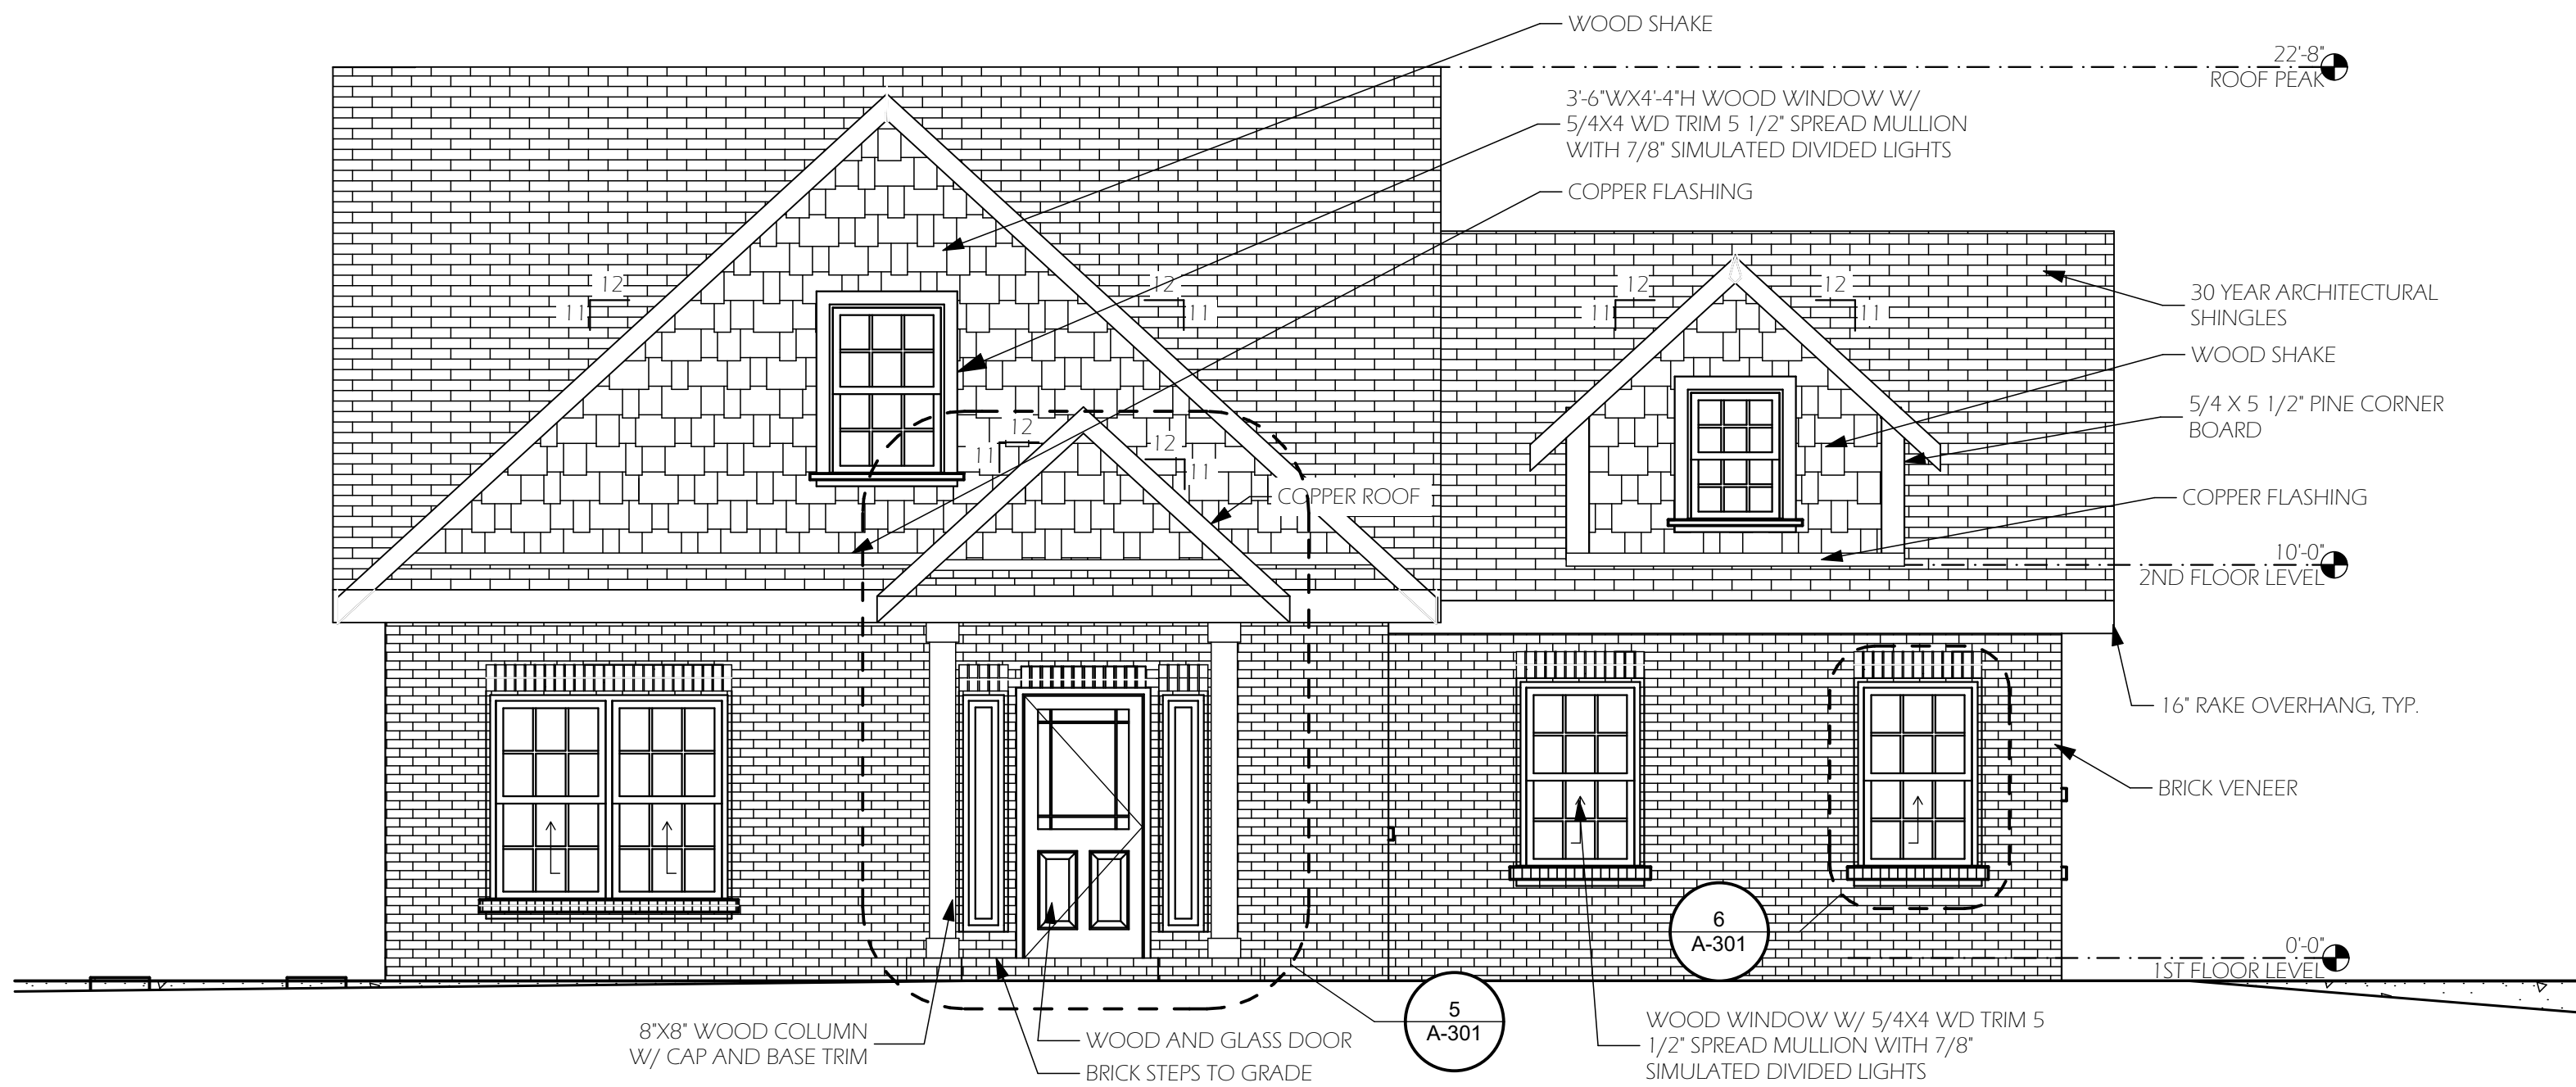 WOOD SHAKE
22'-8"
ROOF PEAK
3'-6"WX4'-4"H WOOD WINDOW W/
5/4X4 WD TRIM 5 1/2" SPREAD MULLION
WITH 7/8" SIMULATED DIVIDED LIGHTS
COPPER FLASHING
12
11
12
11
12
11
12
11
30 YEAR ARCHITECTURAL
SHINGLES
WOOD SHAKE
5/4 X 5 1/2" PINE CORNER
BOARD
12
11
12
11
COPPER ROOF
COPPER FLASHING
10'-0"
2ND FLOOR LEVEL
16" RAKE OVERHANG, TYP.
BRICK VENEER
6
A-301
0'-0"
1ST FLOOR LEVEL
5
A-301
8"X8" WOOD COLUMN
W/ CAP AND BASE TRIM
WOOD AND GLASS DOOR
BRICK STEPS TO GRADE
WOOD WINDOW W/ 5/4X4 WD TRIM 5
1/2" SPREAD MULLION WITH 7/8"
SIMULATED DIVIDED LIGHTS